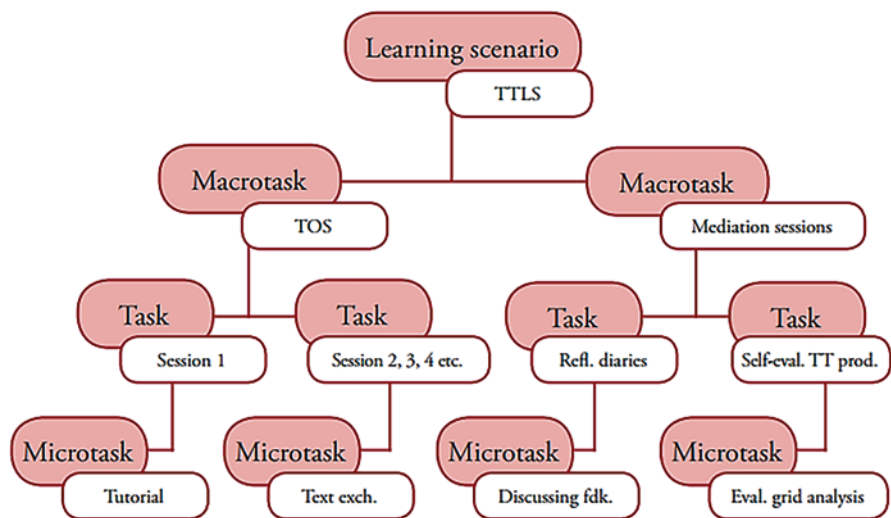 Learning scenario
TTLS
Macrotask
Macrotask
TOS
Mediation sessions
Task
Task
Task
Task
Session 1
Session 2, 3, 4 etc.
Refl. diaries
Self-eval. TT prod.
Microtask
Microtask
Microtask
Microtask
Tutorial
Text exch.
Discussing fdk.
Eval. grid analysis